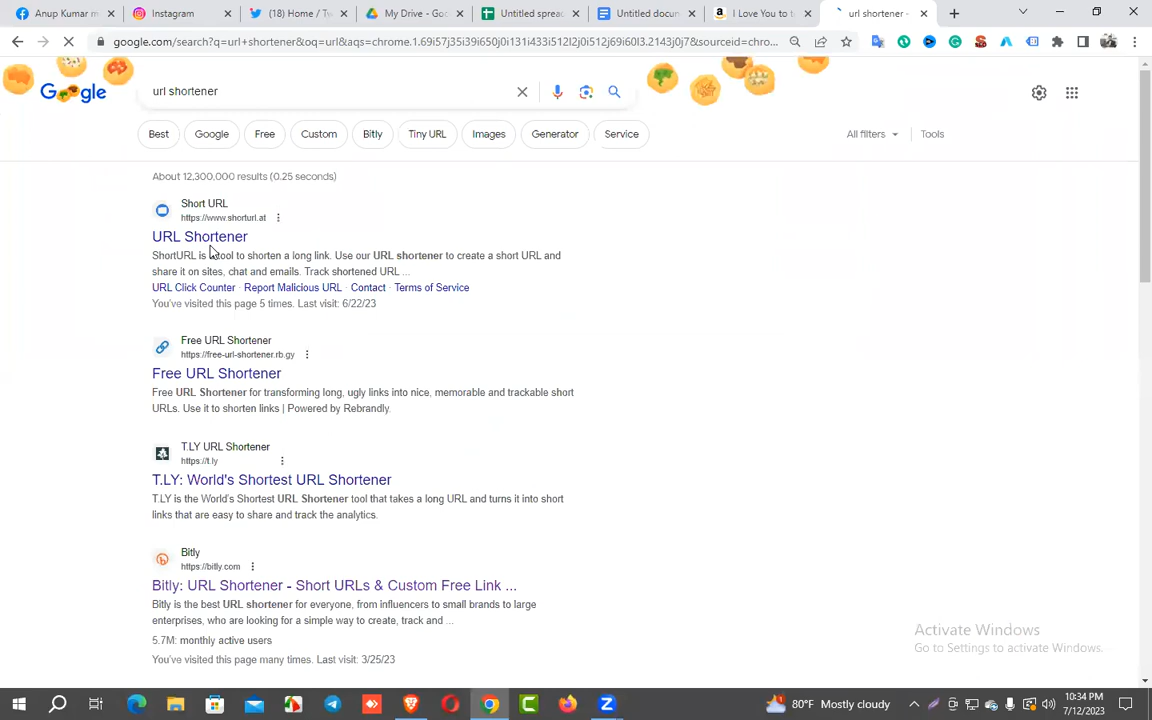 Anup Kumar m
Instagram
(18) Home / Tw
My Drive - Goo
Untitled sprea
Untitled docun
I Love You to t
url shortener -
google.com/search?q=url+shortener&oq=url&aqs=chrome.1.69i57j35i39i650j0i131i433i512l2j0i512j69i60l3.2143j0j7&sourceid=chro...
Google
url shortener
Best
Google
Free
Custom
Bitly
Tiny URL
Images
Generator
Service
All filters
Tools
About 12,300,000 results (0.25 seconds)
Short URL
https://www.shorturl.at
URL Shortener
ShortURL is tool to shorten a long link. Use our URL shortener to create a short URL and
share it on sites, chat and emails. Track shortened URL ...
URL Click Counter · Report Malicious URL · Contact · Terms of Service
You've visited this page 5 times. Last visit: 6/22/23
Free URL Shortener
https://free-url-shortener.rb.gy
Free URL Shortener
Free URL Shortener for transforming long, ugly links into nice, memorable and trackable short
URLs. Use it to shorten links | Powered by Rebrandly.
T.LY URL Shortener
https://t.ly
T.LY: World's Shortest URL Shortener
T.LY is the World's Shortest URL Shortener tool that takes a long URL and turns it into short
links that are easy to share and track the analytics.
Bitly
https://bitly.com
Bitly: URL Shortener - Short URLs & Custom Free Link ...
Bitly is the best URL shortener for everyone, from influencers to small brands to large
enterprises, who are looking for a simple way to create, track and ...
5.7M: monthly active users
You've visited this page many times. Last visit: 3/25/23
Activate Windows
Go to Settings to activate Windows.
80°F Mostly cloudy
10:34 PM
7/12/2023